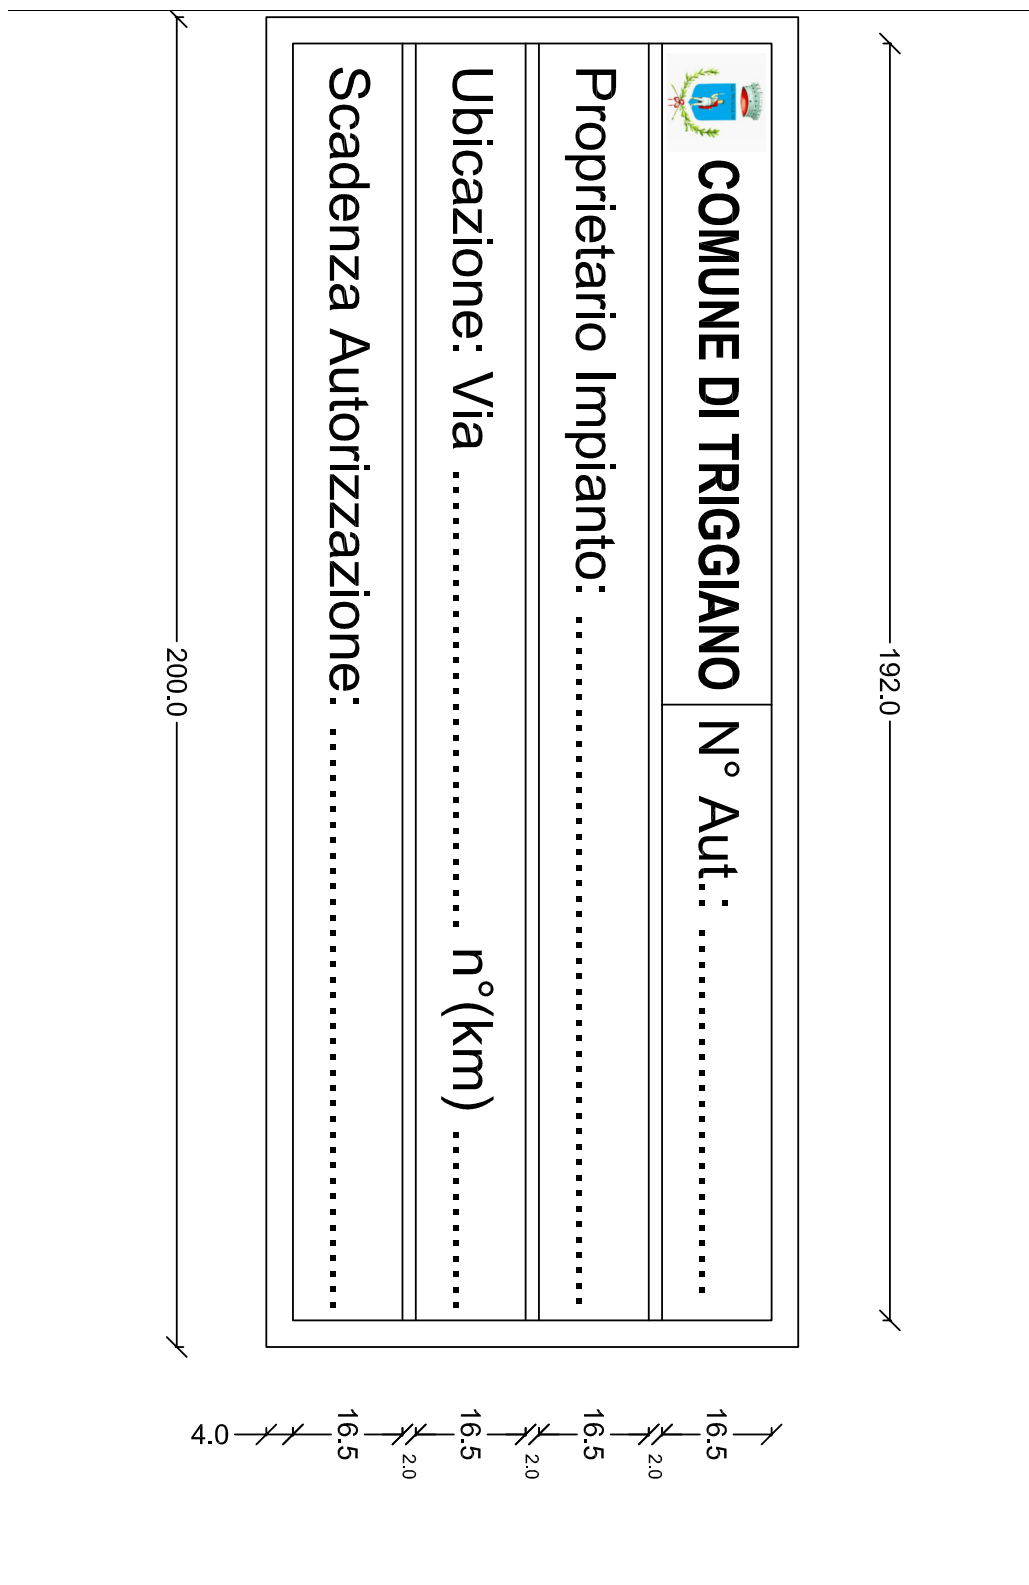 192.0
COMUNE DI TRIGGIANO N° Aut.: ........................
Proprietario Impianto: .............................................
Ubicazione: Via .............................. n°(km) ............
Scadenza Autorizzazione: ......................................
200.0
16.5
2.0
16.5
2.0
16.5
2.0
16.5
4.0